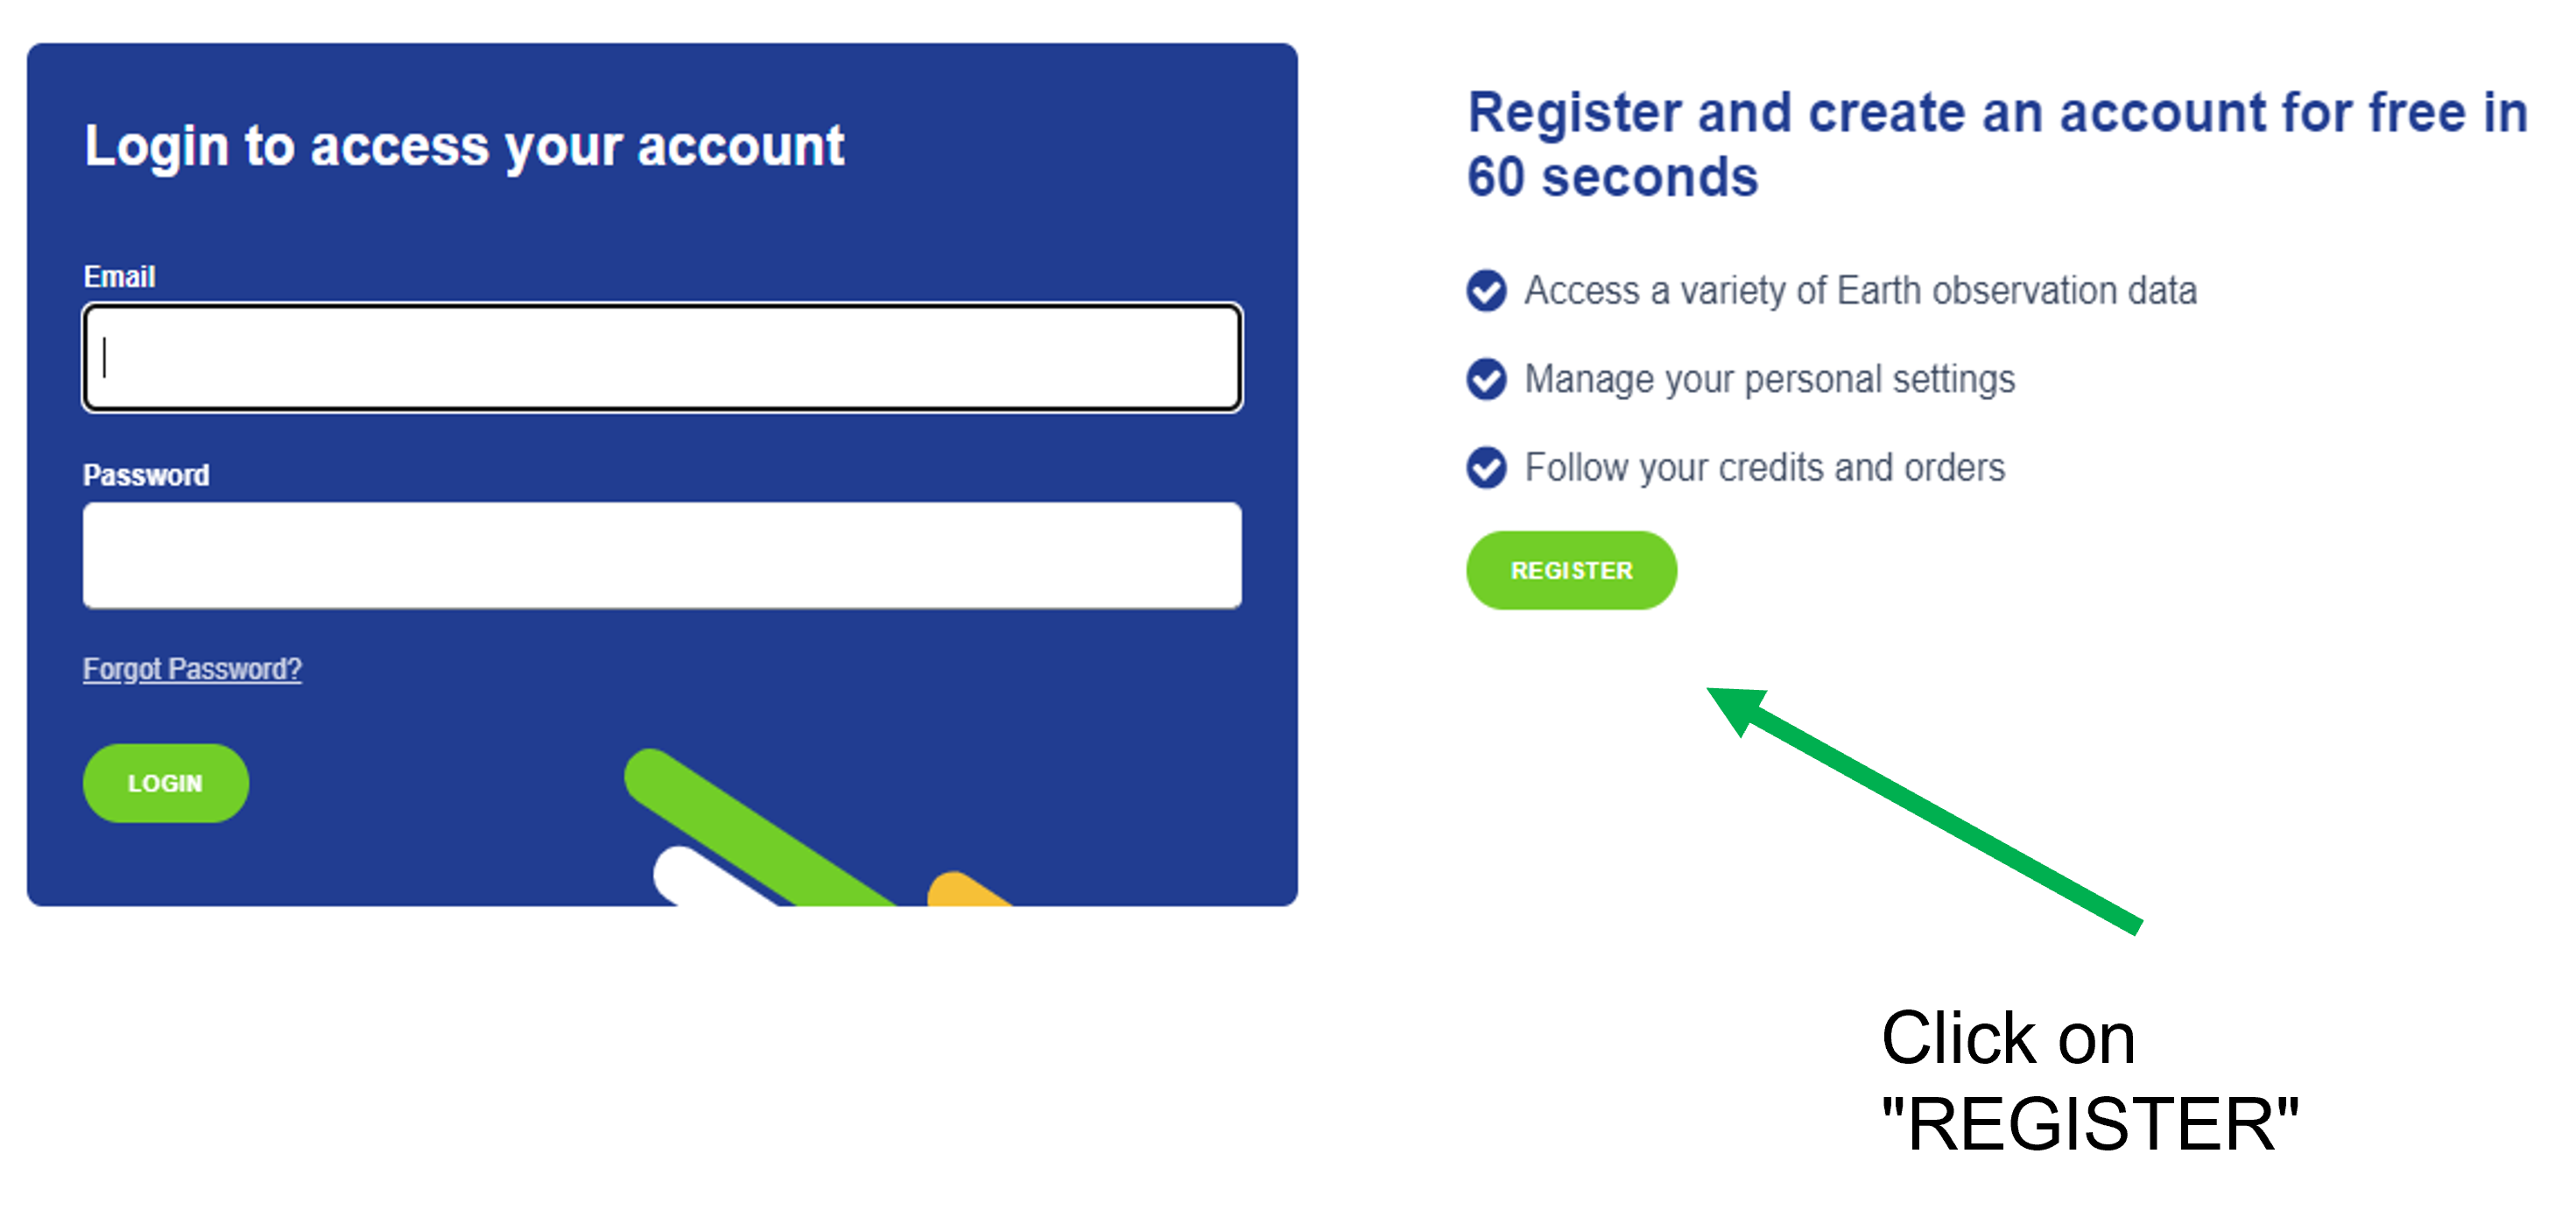 Login to access your account
Email
Password
Forgot Password?
LOGIN
Register and create an account for free in
60 seconds
Access a variety of Earth observation data
Manage your personal settings
Follow your credits and orders
REGISTER
Click on
"REGISTER"